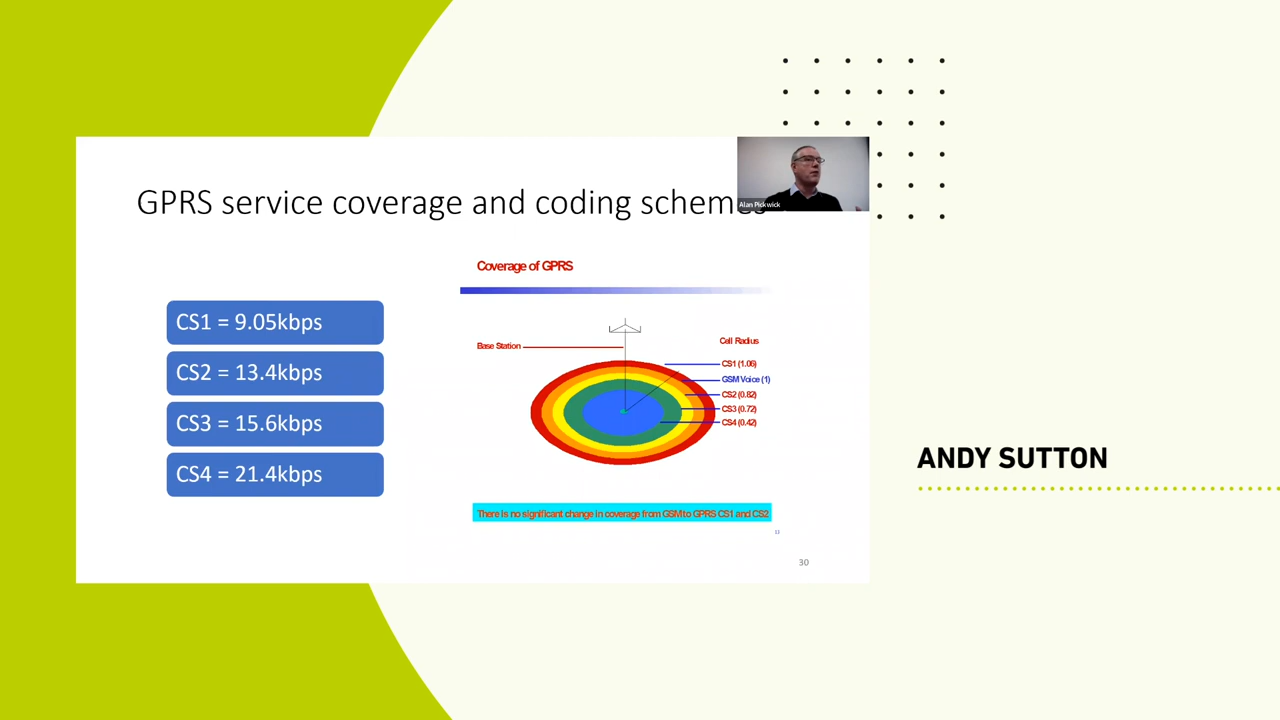 GPRS service coverage and coding schemes
Alan Pickwick
Coverage of GPRS
CS1 = 9.05kbps
CS2 = 13.4kbps
CS3 = 15.6kbps
CS4 = 21.4kbps
Base Station
Cell Radius
CS1 (1.06)
GSM Voice (1)
CS2 (0.82)
CS3 (0.72)
CS4 (0.42)
There is no significant change in coverage from GSM to GPRS CS1 and CS2
30
ANDY SUTTON